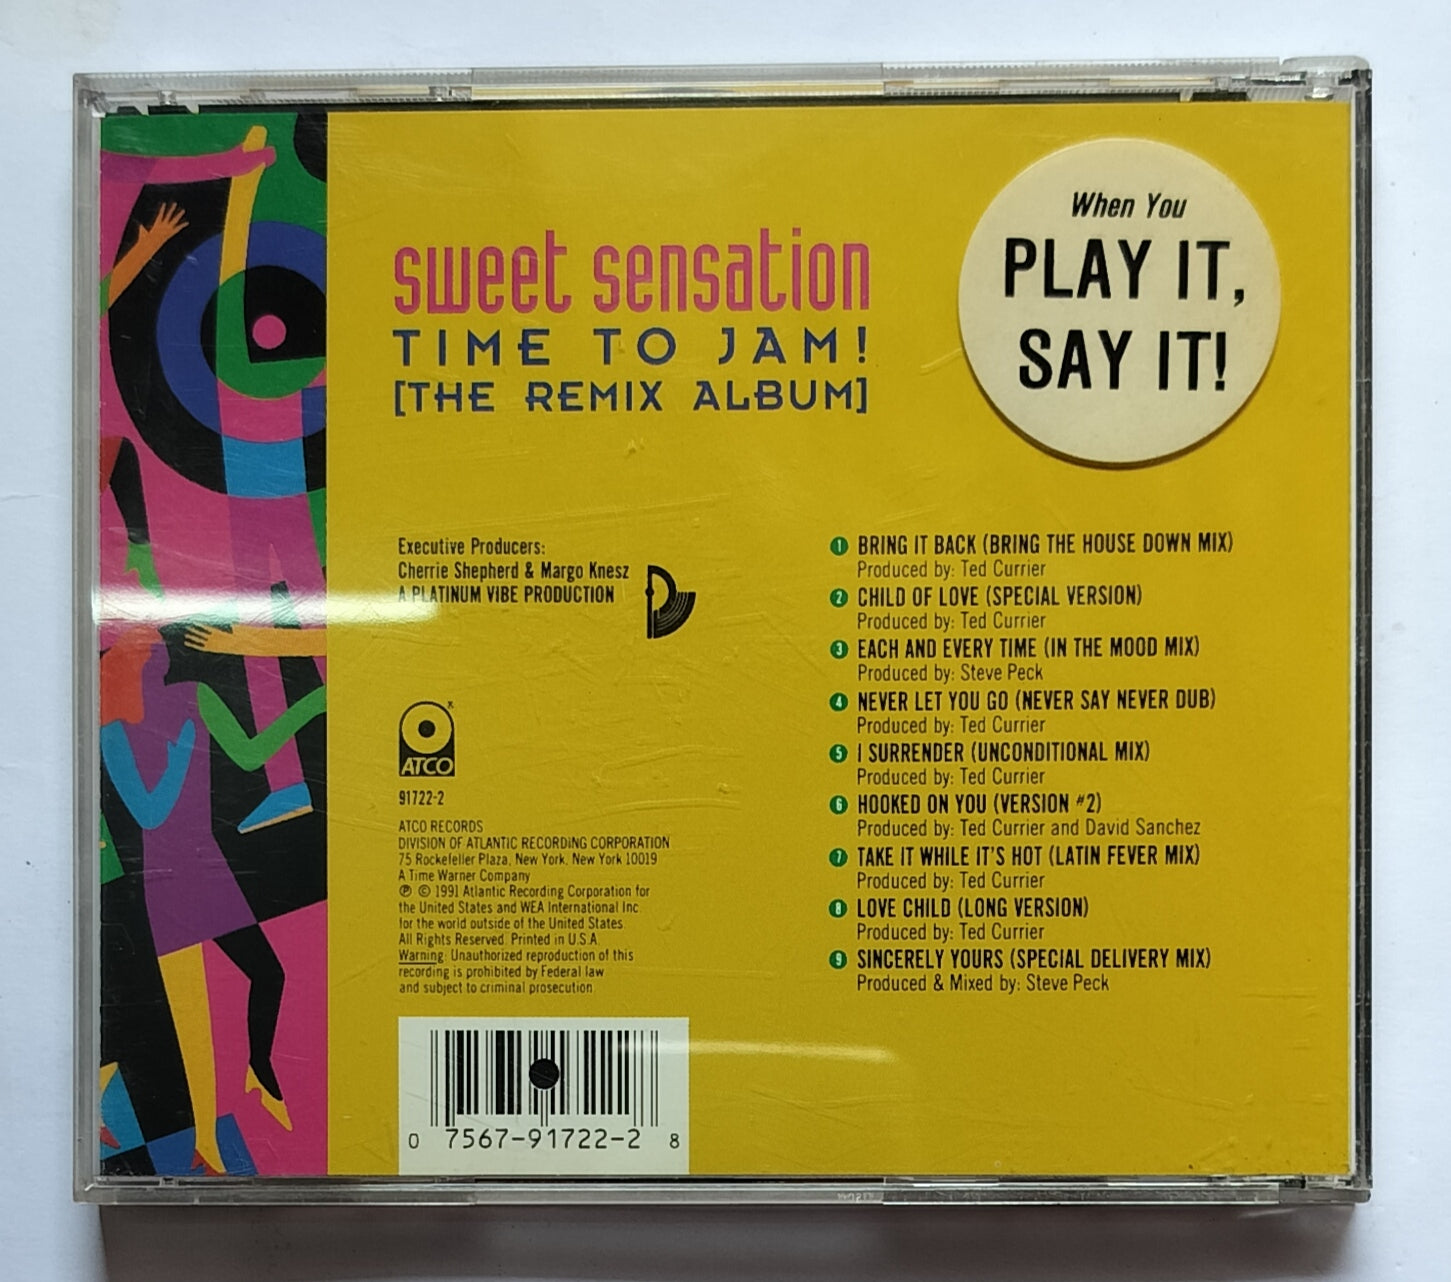 sweet sensation
TIME TO JAM!
[THE REMIX ALBUM]
When You
PLAY IT,
SAY IT!
Executive Producers:
Cherrie Shepherd & Margo Knesz
A PLATINUM VIBE PRODUCTION
ATCO
91722-2
ATCO RECORDS
DIVISION OF ATLANTIC RECORDING CORPORATION
75 Rockefeller Plaza, New York, New York 10019
A Time Warner Company
℗ © 1991 Atlantic Recording Corporation for
the United States and WEA International Inc.
for the world outside of the United States.
All Rights Reserved. Printed in U.S.A.
Warning: Unauthorized reproduction of this
recording is prohibited by Federal law
and subject to criminal prosecution.
0 7567-91722-2 8
1 BRING IT BACK (BRING THE HOUSE DOWN MIX)
Produced by: Ted Currier
2 CHILD OF LOVE (SPECIAL VERSION)
Produced by: Ted Currier
3 EACH AND EVERY TIME (IN THE MOOD MIX)
Produced by: Steve Peck
4 NEVER LET YOU GO (NEVER SAY NEVER DUB)
Produced by: Ted Currier
5 I SURRENDER (UNCONDITIONAL MIX)
Produced by: Ted Currier
6 HOOKED ON YOU (VERSION #2)
Produced by: Ted Currier and David Sanchez
7 TAKE IT WHILE IT'S HOT (LATIN FEVER MIX)
Produced by: Ted Currier
8 LOVE CHILD (LONG VERSION)
Produced by: Ted Currier
9 SINCERELY YOURS (SPECIAL DELIVERY MIX)
Produced & Mixed by: Steve Peck